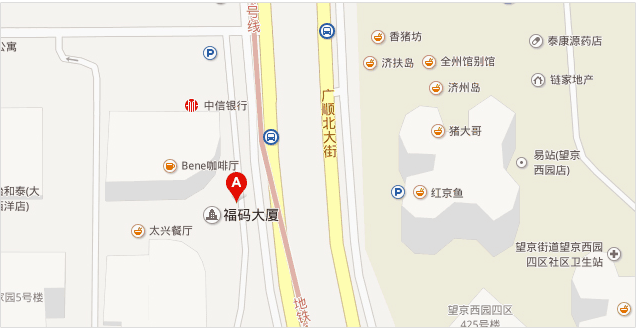 号线
香猪坊
泰康源药店
公寓
P
济扶岛
全州馆别馆
链家地产
济州岛
广顺北大街
中信银行
猪大哥
易站(望京
西园店)
Bene咖啡厅
A
怡和泰(大
海洋店)
P
红京鱼
福码大厦
太兴餐厅
望京街道望京西园
四区社区卫生站
家园5号楼
地铁
望京西园四区
425号楼